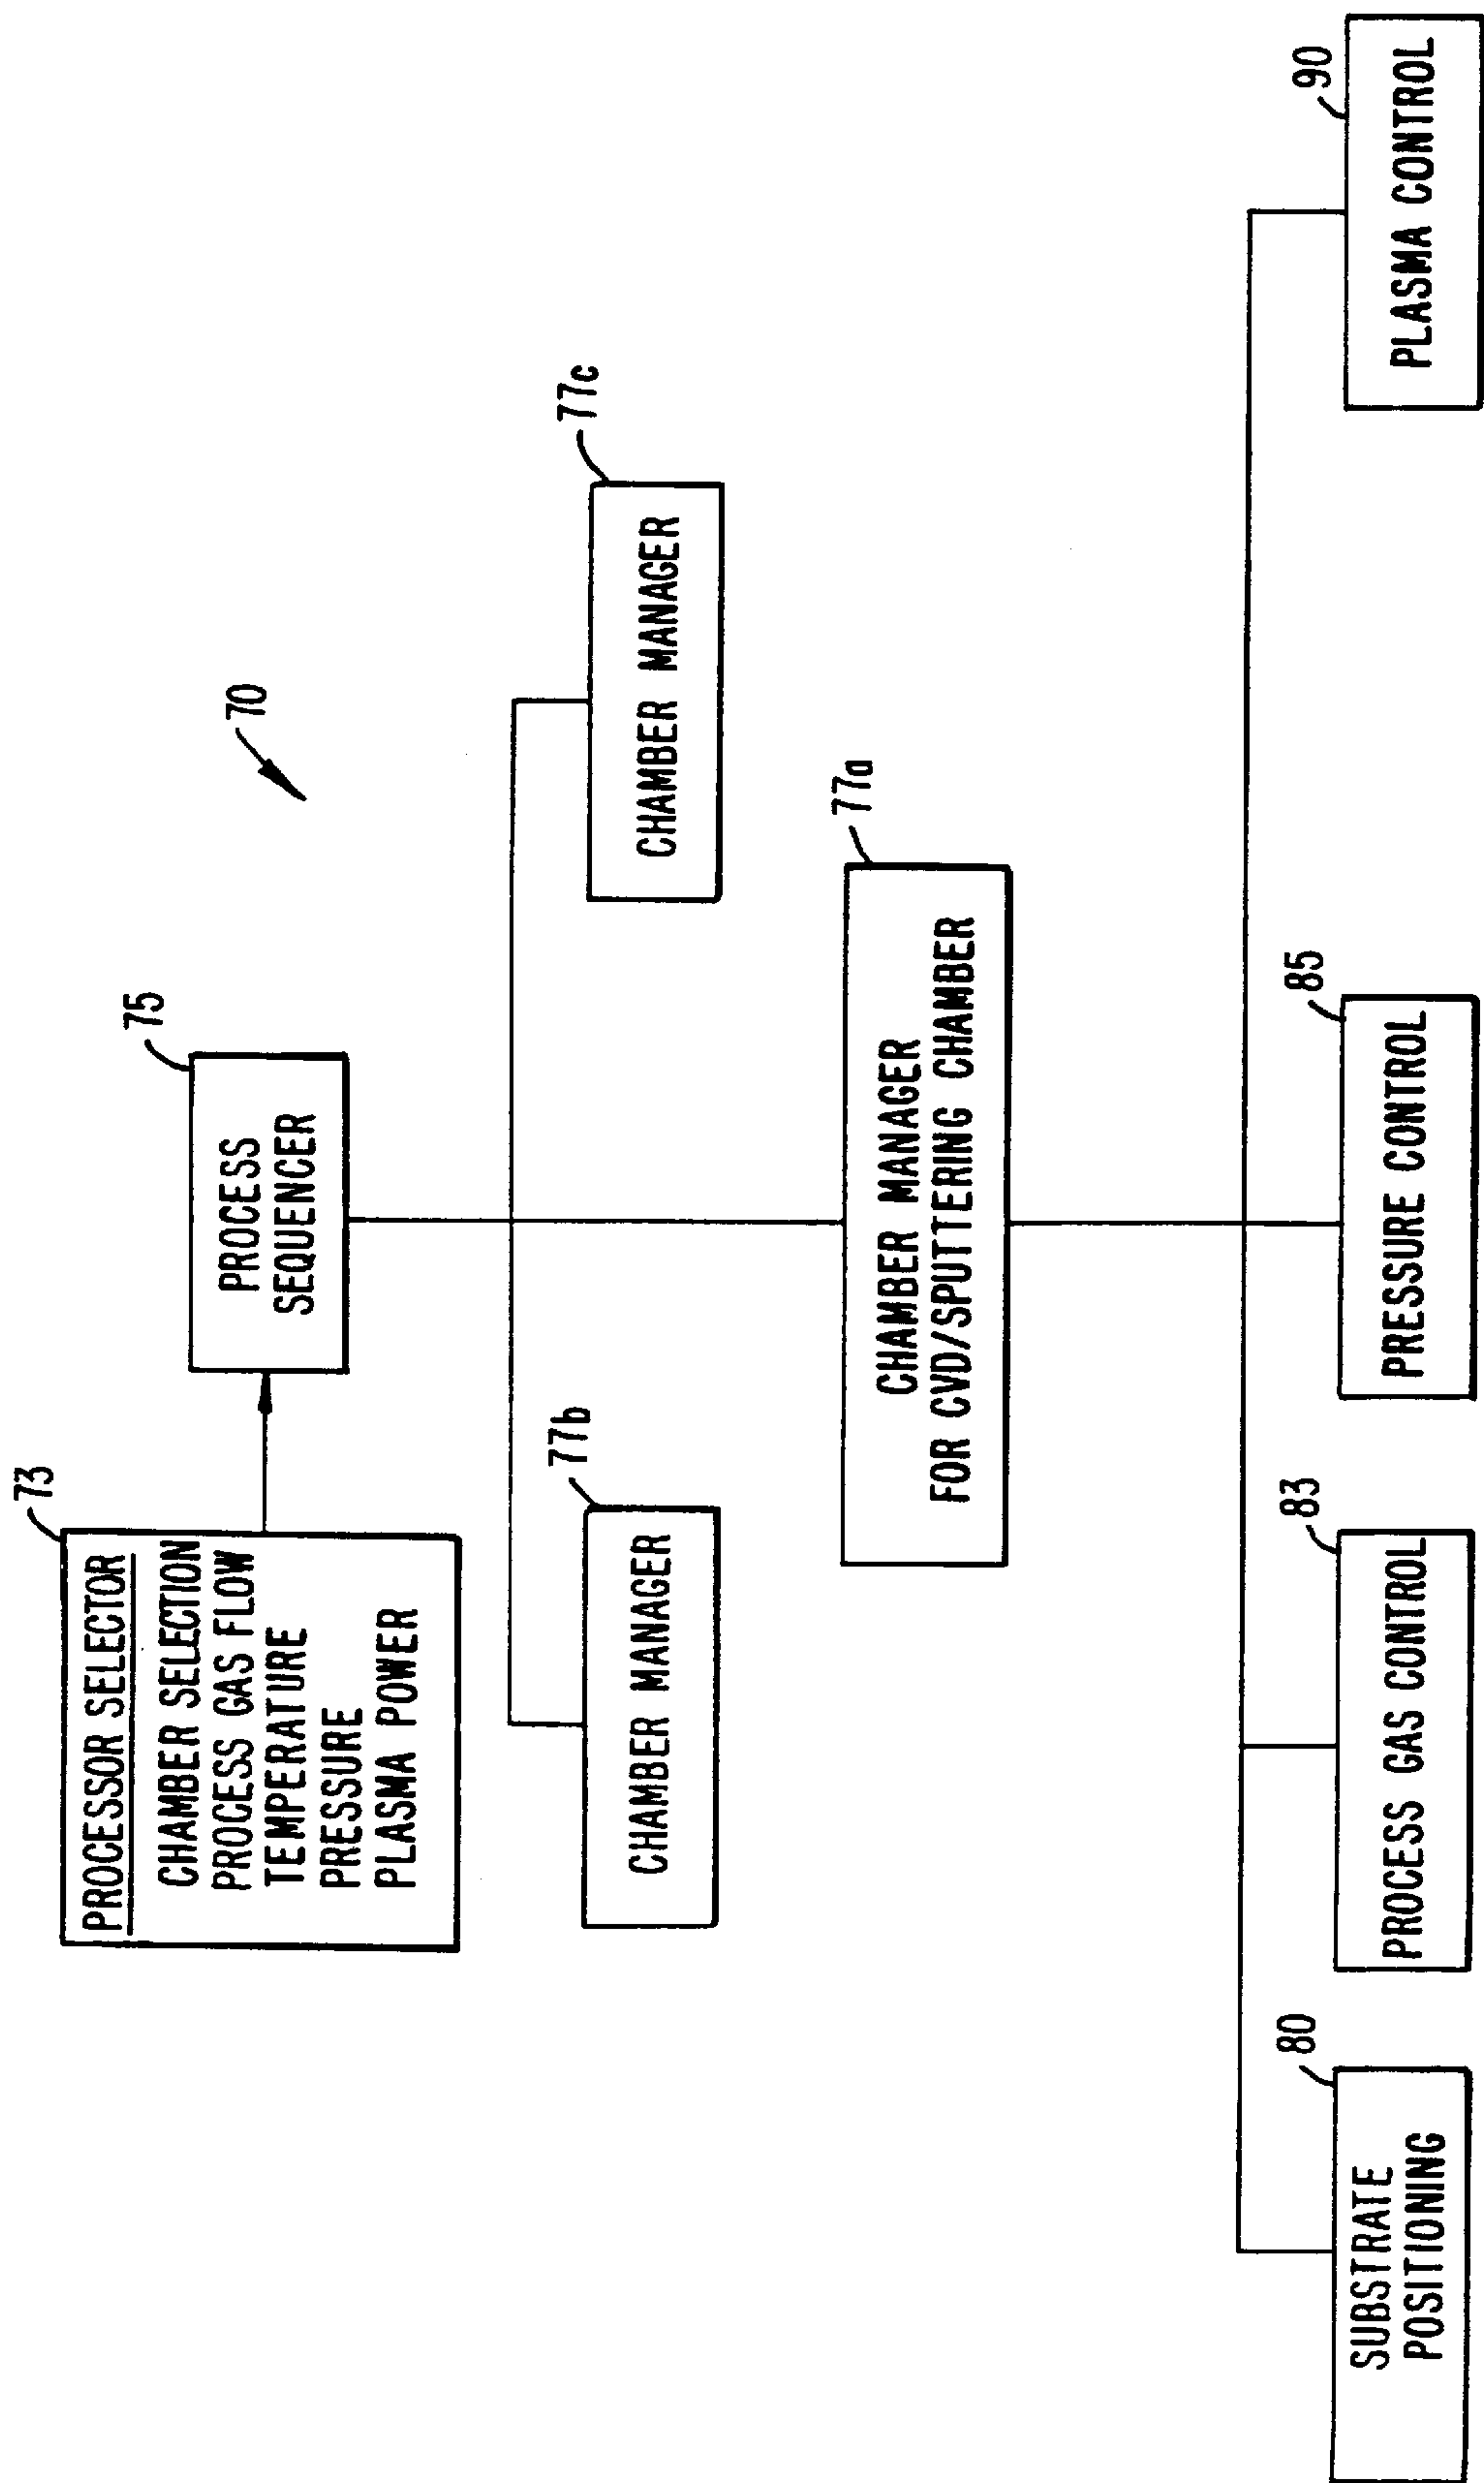 73
PROCESSOR SELECTOR
CHAMBER SELECTION
PROCESS GAS FLOW
TEMPERATURE
PRESSURE
PLASMA POWER
75
PROCESS
SEQUENCER
70
77b
CHAMBER MANAGER
77c
CHAMBER MANAGER
77a
CHAMBER MANAGER
FOR CVD/SPUTTERING CHAMBER
80
SUBSTRATE
POSITIONING
83
PROCESS GAS CONTROL
85
PRESSURE CONTROL
90
PLASMA CONTROL